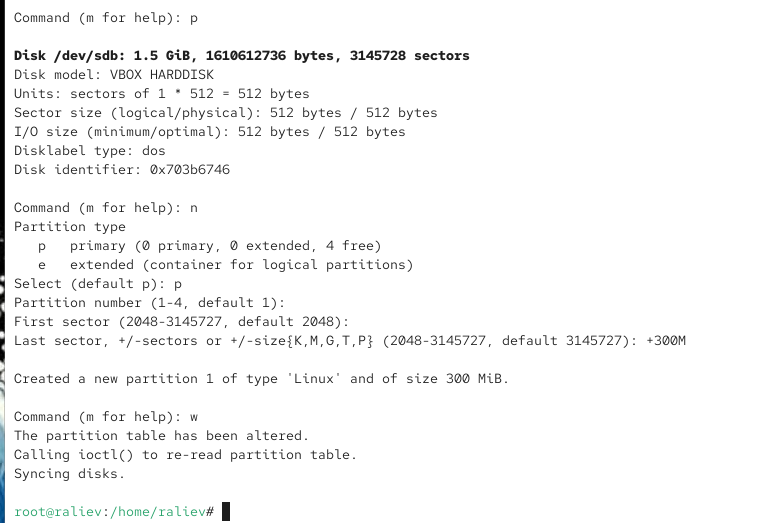 Command (m for help): p
Disk /dev/sdb: 1.5 GiB, 1610612736 bytes, 3145728 sectors
Disk model: VBOX HARDDISK
Units: sectors of 1 * 512 = 512 bytes
Sector size (logical/physical): 512 bytes / 512 bytes
I/O size (minimum/optimal): 512 bytes / 512 bytes
Disklabel type: dos
Disk identifier: 0x703b6746
Command (m for help): n
Partition type
   p   primary (0 primary, 0 extended, 4 free)
   e   extended (container for logical partitions)
Select (default p): p
Partition number (1-4, default 1):
First sector (2048-3145727, default 2048):
Last sector, +/-sectors or +/-size{K,M,G,T,P} (2048-3145727, default 3145727): +300M
Created a new partition 1 of type 'Linux' and of size 300 MiB.
Command (m for help): w
The partition table has been altered.
Calling ioctl() to re-read partition table.
Syncing disks.
root@raliev:/home/raliev#